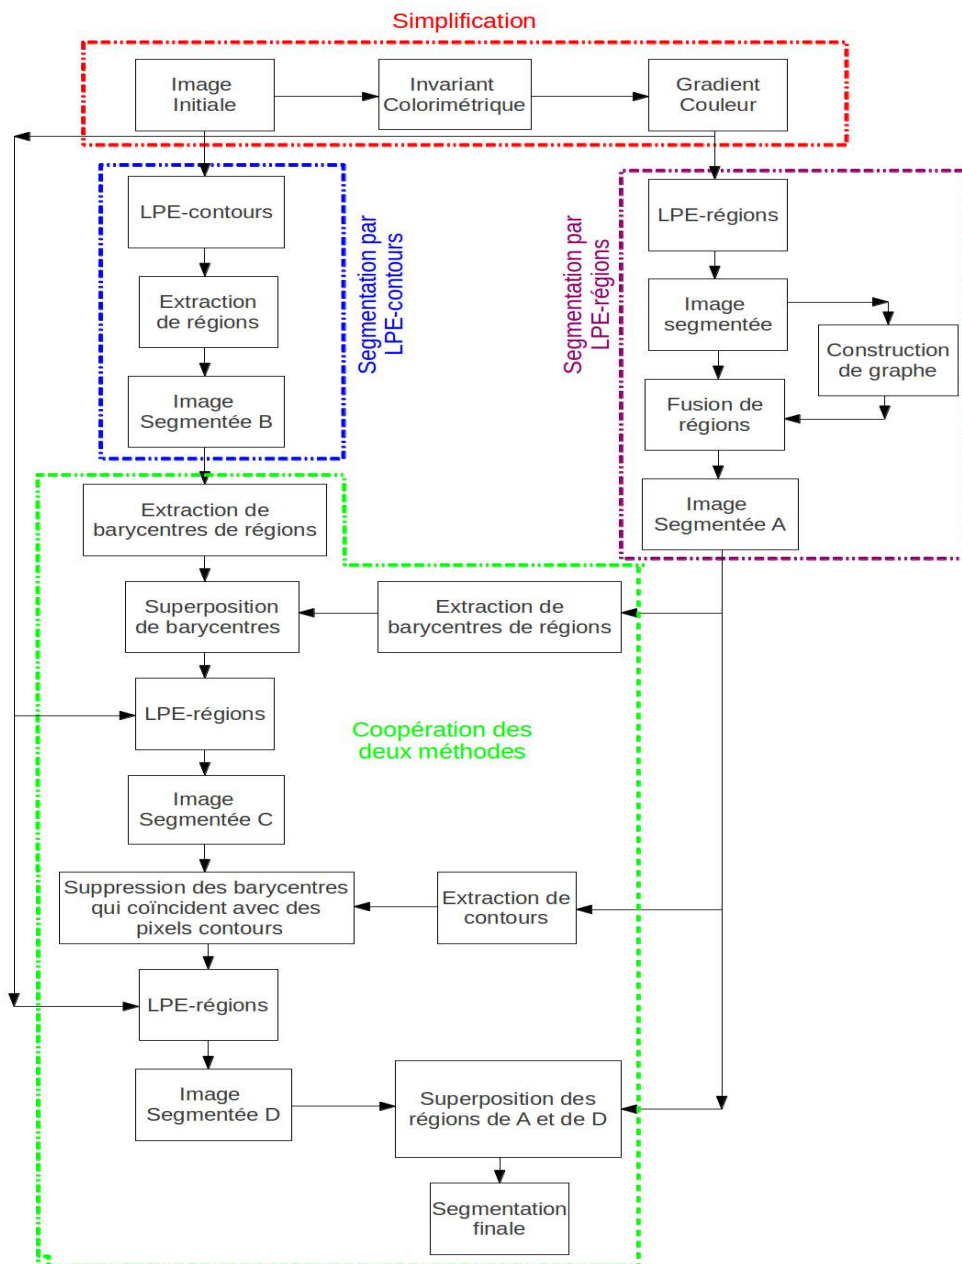 Simplification
Image
Initiale
Invariant
Colorimétrique
Gradient
Couleur
LPE-contours
Extraction
de régions
Image
Segmentée B
Segmentation par
LPE-contours
Segmentation par
LPE-régions
LPE-régions
Image
segmentée
Construction
de graphe
Fusion de
régions
Image
Segmentée A
Extraction de
barycentres de régions
Superposition
de barycentres
Extraction de
barycentres de régions
LPE-régions
Coopération des
deux méthodes
Image
Segmentée C
Suppression des barycentres
qui coïncident avec des
pixels contours
Extraction de
contours
LPE-régions
Image
Segmentée D
Superposition des
régions de A et de D
Segmentation
finale